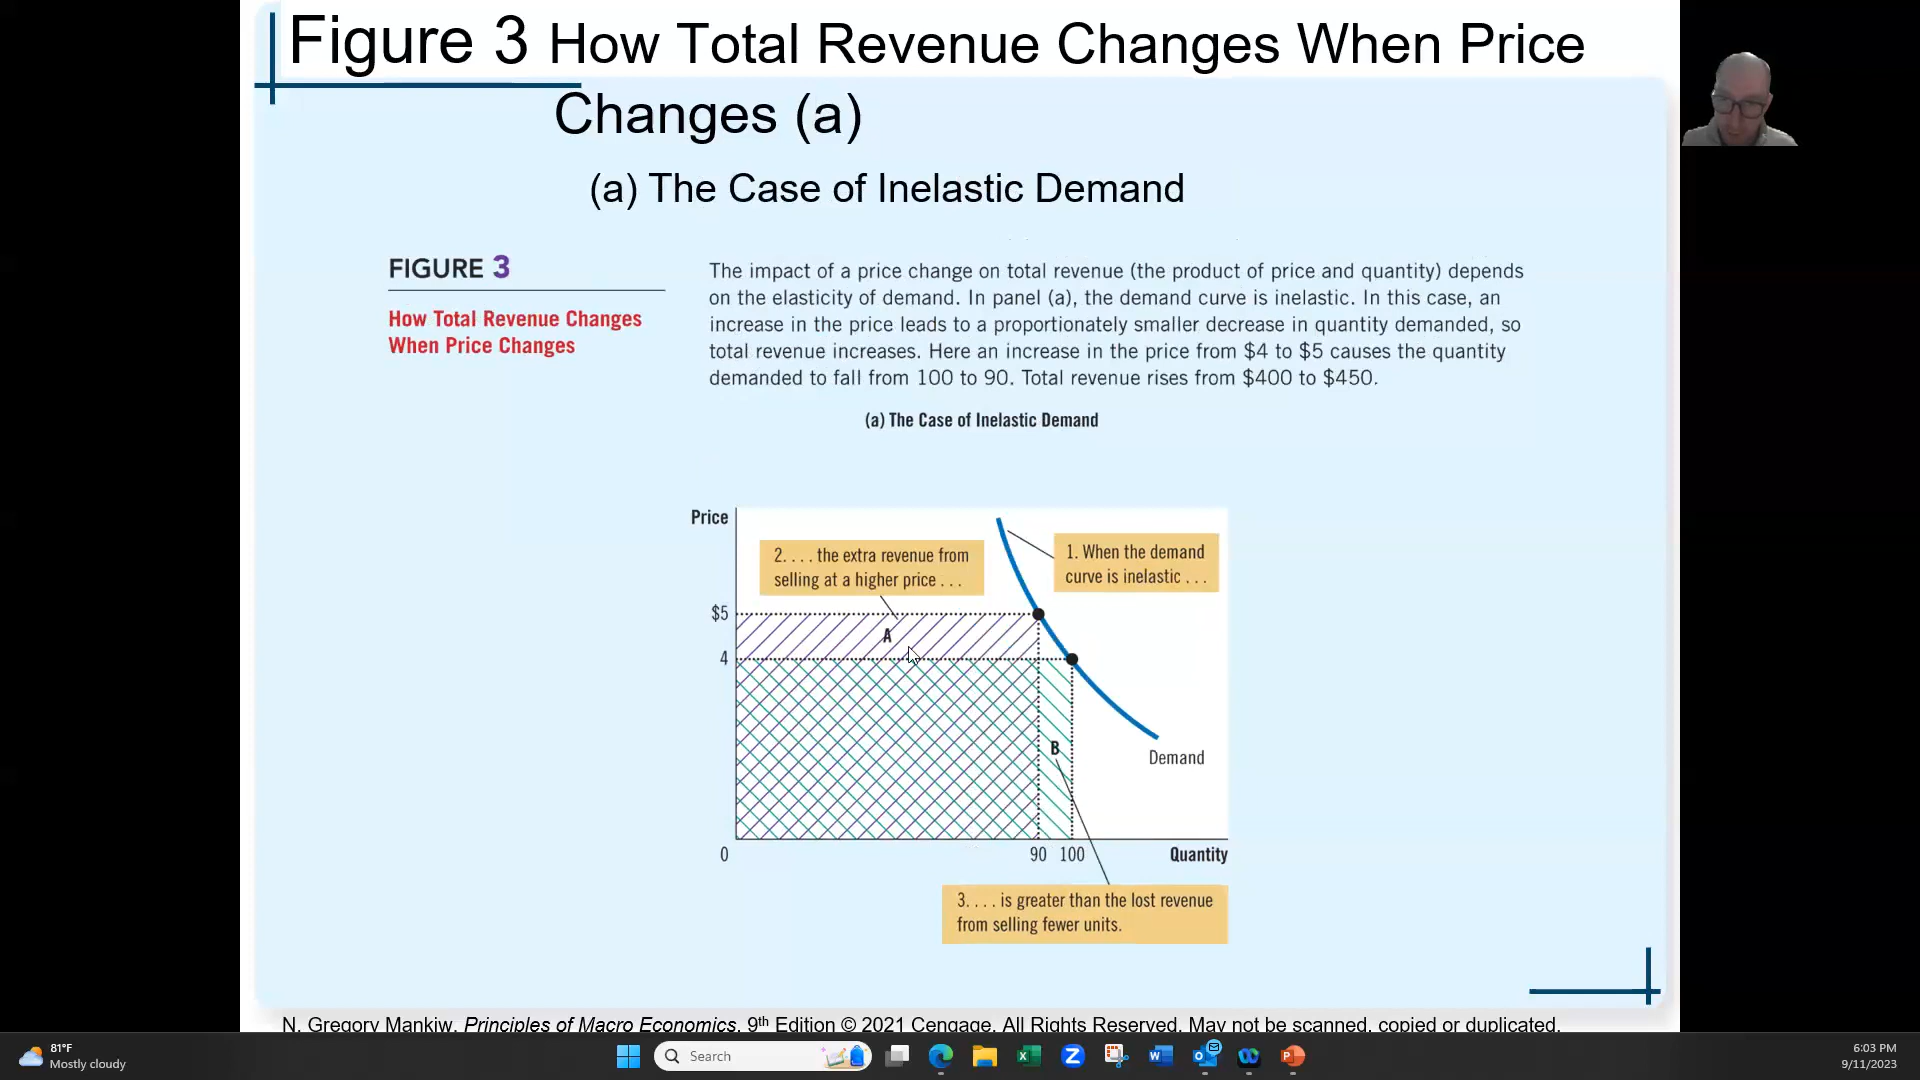 Figure 3 How Total Revenue Changes When Price
Changes (a)
(a) The Case of Inelastic Demand
FIGURE 3
How Total Revenue Changes
When Price Changes
The impact of a price change on total revenue (the product of price and quantity) depends
on the elasticity of demand. In panel (a), the demand curve is inelastic. In this case, an
increase in the price leads to a proportionately smaller decrease in quantity demanded, so
total revenue increases. Here an increase in the price from $4 to $5 causes the quantity
demanded to fall from 100 to 90. Total revenue rises from $400 to $450.
(a) The Case of Inelastic Demand
Price
2. . . . the extra revenue from
selling at a higher price . . .
1. When the demand
curve is inelastic . . .
$5
A
4
B
Demand
0
90
100
Quantity
3. . . . is greater than the lost revenue
from selling fewer units.
N. Gregory Mankiw, Principles of Macro Economics, 9th Edition © 2021 Cengage. All Rights Reserved. May not be scanned, copied or duplicated,
81°F
Mostly cloudy
Search
6:03 PM
9/11/2023